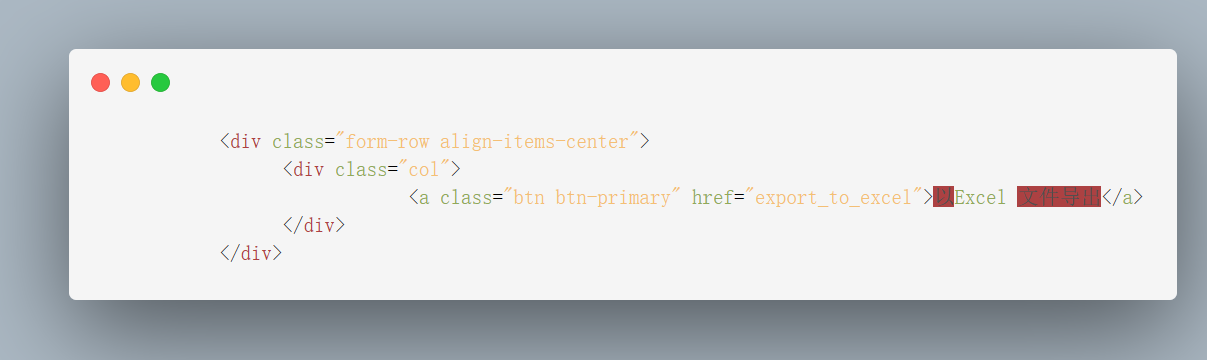 <div class="form-row align-items-center">
<div class="col">
<a class="btn btn-primary" href="export_to_excel">以Excel 文件导出</a>
</div>
</div>